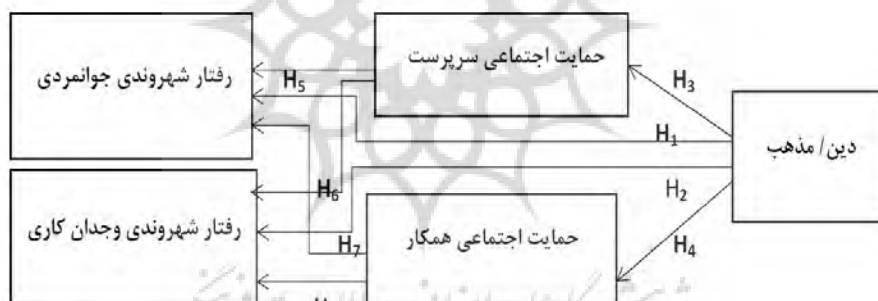 رفتار شهروندی جوانمردی
حمایت اجتماعی سرپرست
H₅
H₃
H₁
دین/ مذهب
H₂
H₆
رفتار شهروندی وجدان کاری
حمایت اجتماعی همکار
H₇
H₄